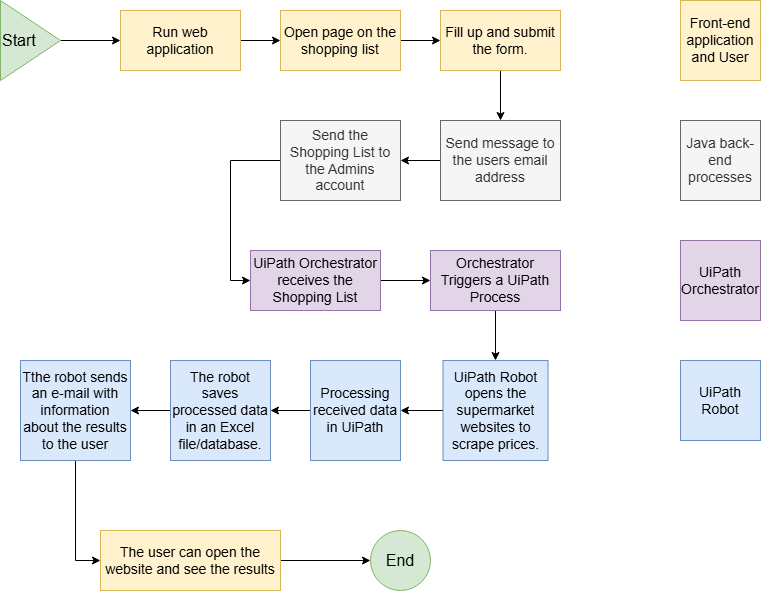 Start
Run web
application
Open page on the
shopping list
Fill up and submit
the form.
Front-end
application
and User
Send the
Shopping List to
the Admins
account
Send message to
the users email
address
Java back-
end
processes
UiPath Orchestrator
receives the
Shopping List
Orchestrator
Triggers a UiPath
Process
UiPath
Orchestrator
Tthe robot sends
an e-mail with
information
about the results
to the user
The robot
saves
processed data
in an Excel
file/database.
Processing
received data
in UiPath
UiPath Robot
opens the
supermarket
websites to
scrape prices.
UiPath
Robot
The user can open the
website and see the results
End